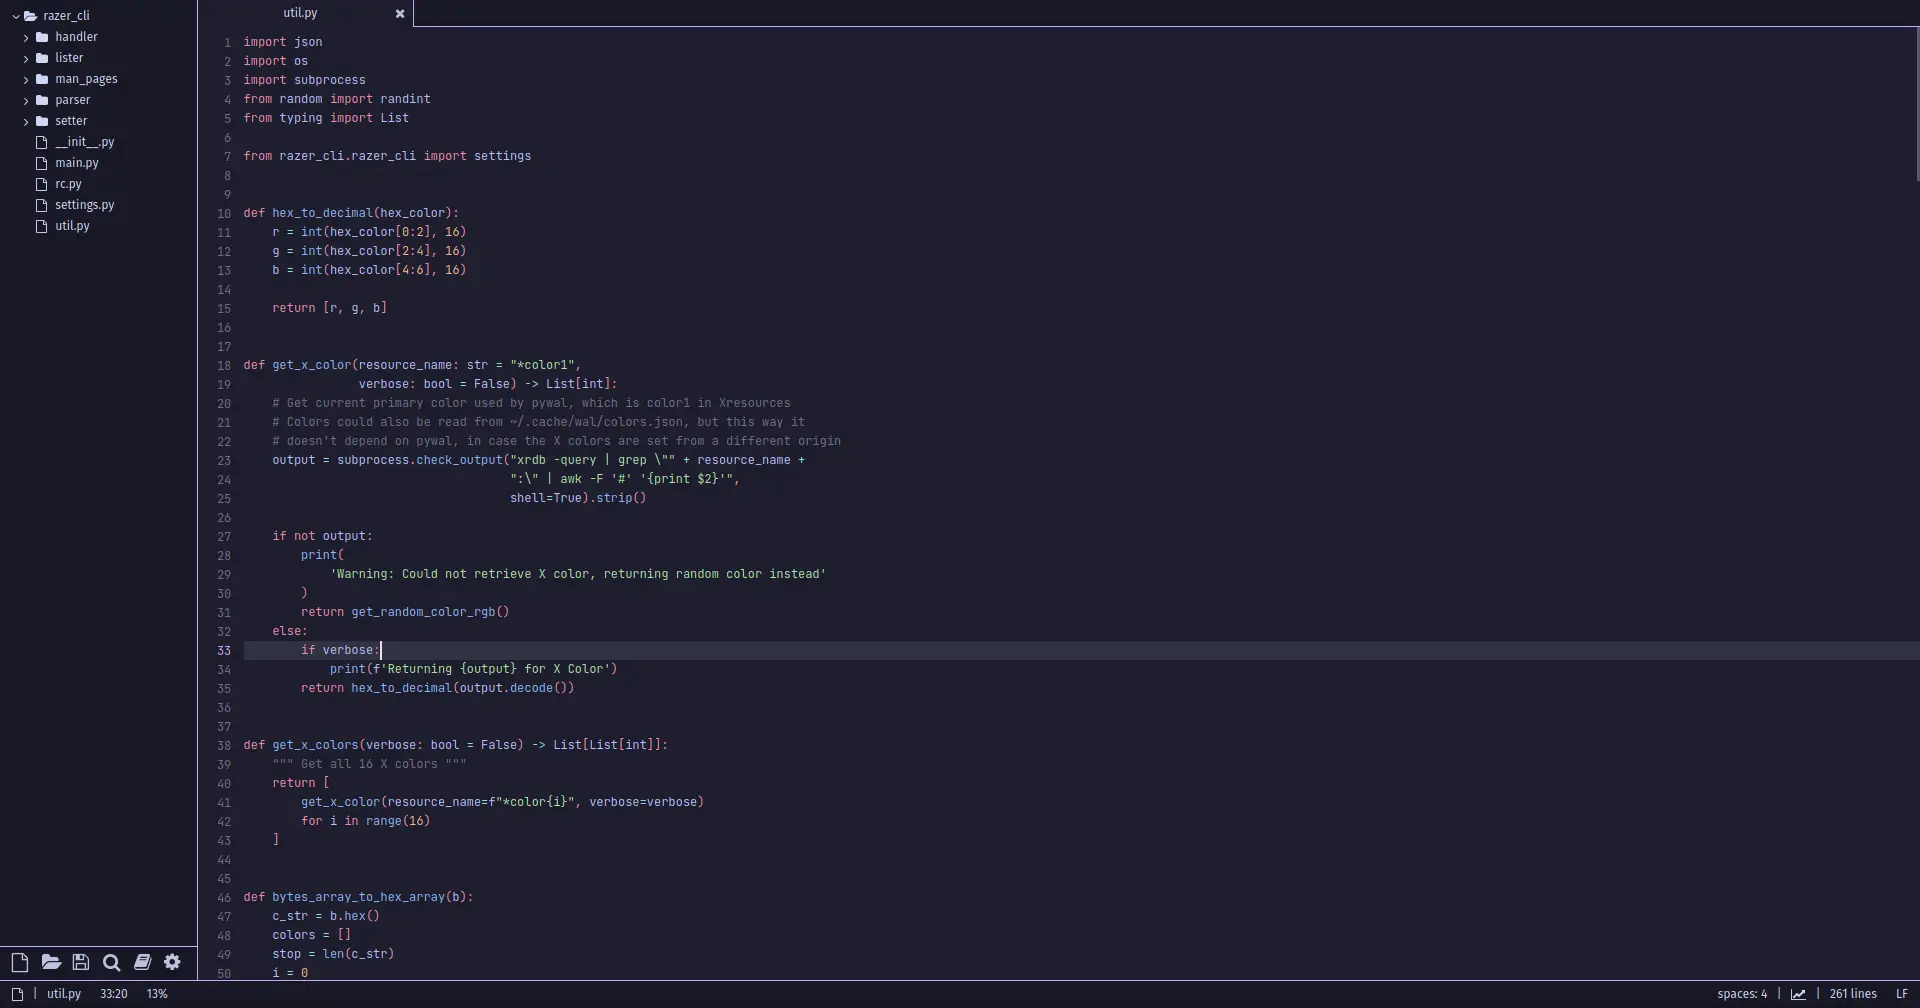 razer_cli
handler
lister
man_pages
parser
setter
__init__.py
main.py
rc.py
settings.py
util.py
util.py
1 import json
2 import os
3 import subprocess
4 from random import randint
5 from typing import List
6
7 from razer_cli.razer_cli import settings
8
9
10 def hex_to_decimal(hex_color):
11     r = int(hex_color[0:2], 16)
12     g = int(hex_color[2:4], 16)
13     b = int(hex_color[4:6], 16)
14
15     return [r, g, b]
16
17
18 def get_x_color(resource_name: str = "*color1",
19                 verbose: bool = False) -> List[int]:
20     # Get current primary color used by pywal, which is color1 in Xresources
21     # Colors could also be read from ~/.cache/wal/colors.json, but this way it
22     # doesn't depend on pywal, in case the X colors are set from a different origin
23     output = subprocess.check_output("xrdb -query | grep \"" + resource_name +
24                                      ":\" | awk -F '#' '{print $2}'",
25                                      shell=True).strip()
26
27     if not output:
28         print(
29             'Warning: Could not retrieve X color, returning random color instead'
30         )
31         return get_random_color_rgb()
32     else:
33         if verbose:
34             print(f'Returning {output} for X Color')
35         return hex_to_decimal(output.decode())
36
37
38 def get_x_colors(verbose: bool = False) -> List[List[int]]:
39     """ Get all 16 X colors """
40     return [
41         get_x_color(resource_name=f"*color{i}", verbose=verbose)
42         for i in range(16)
43     ]
44
45
46 def bytes_array_to_hex_array(b):
47     c_str = b.hex()
48     colors = []
49     stop = len(c_str)
50     i = 0
util.py 33:20 13% spaces: 4 261 lines LF